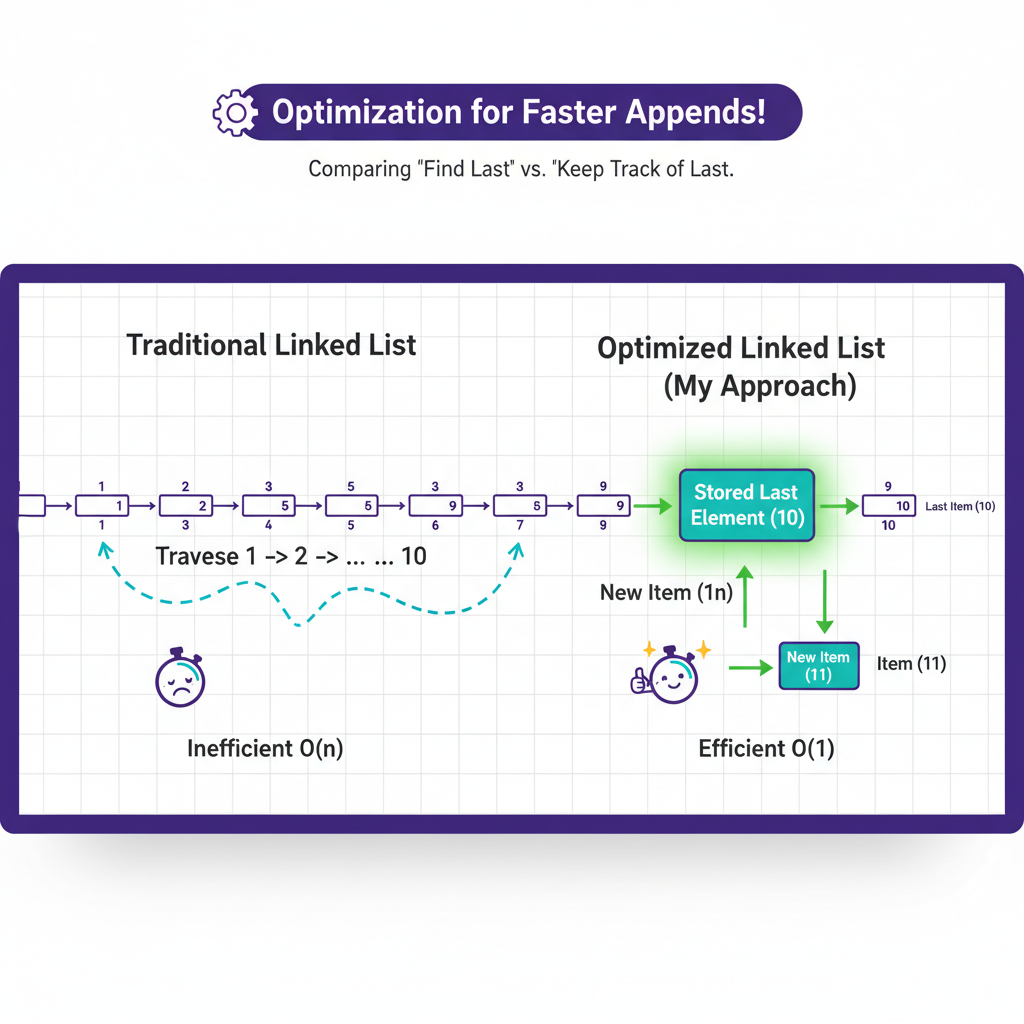 Optimization for Faster Appends!
Comparing "Find Last" vs. "Keep Track of Last.
Traditional Linked List
Optimized Linked List
(My Approach)
1 2 3 5 3 3 9 9
1 2 5 5 9 5 9 10
1 3 4 5 6 7 9 10
Stored Last
Element (10)
Last Item (10)
Travese 1 -> 2 -> ... ... 10
New Item (1n)
New Item
(11)
Item (11)
Inefficient O(n)
Efficient O(1)